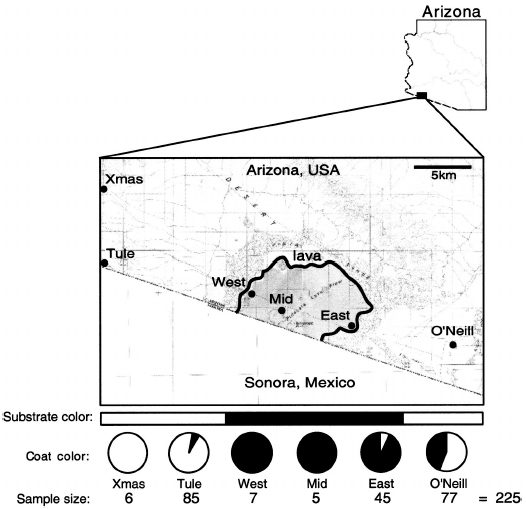 Arizona
Arizona, USA
5km
Xmas
DESERT
Tule
lava
West
Mid
East
O'Neill
Sonora, Mexico
Substrate color:
Coat color:
Xmas Tule West Mid East O'Neill
Sample size: 6 85 7 5 45 77 = 225